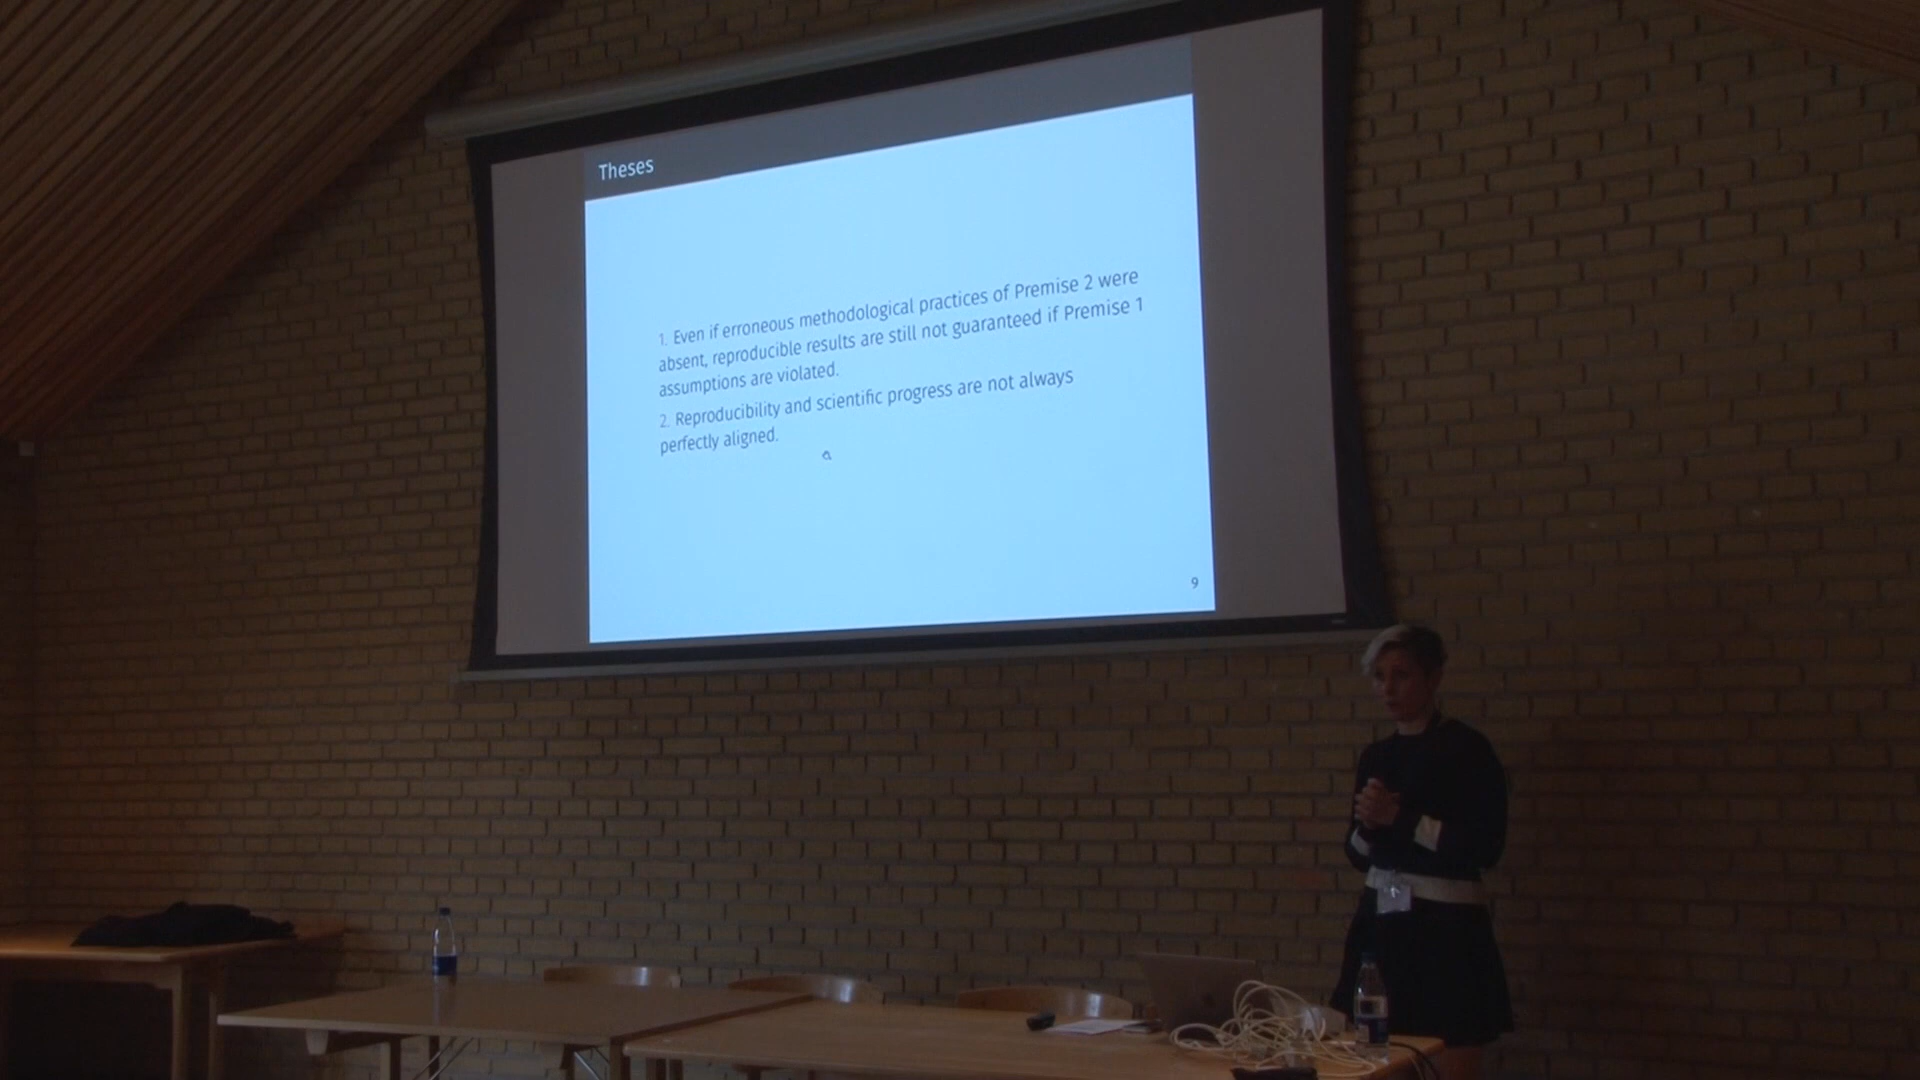 Theses
1. Even if erroneous methodological practices of Premise 2 were
absent, reproducible results are still not guaranteed if Premise 1
assumptions are violated.
2. Reproducibility and scientific progress are not always
perfectly aligned.
9